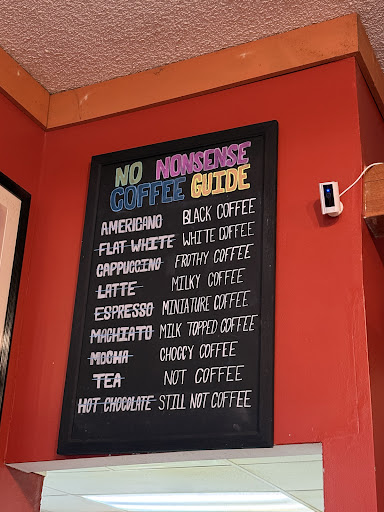 NO NONSENSE
COFFEE GUIDE
AMERICANO BLACK COFFEE
FLAT WHITE WHITE COFFEE
CAPPUCCINO FROTHY COFFEE
LATTE MILKY COFFEE
ESPRESSO MINIATURE COFFEE
MACHIATO MILK TOPPED COFFEE
MOCHA CHOCCY COFFEE
TEA NOT COFFEE
HOT CHOCOLATE STILL NOT COFFEE